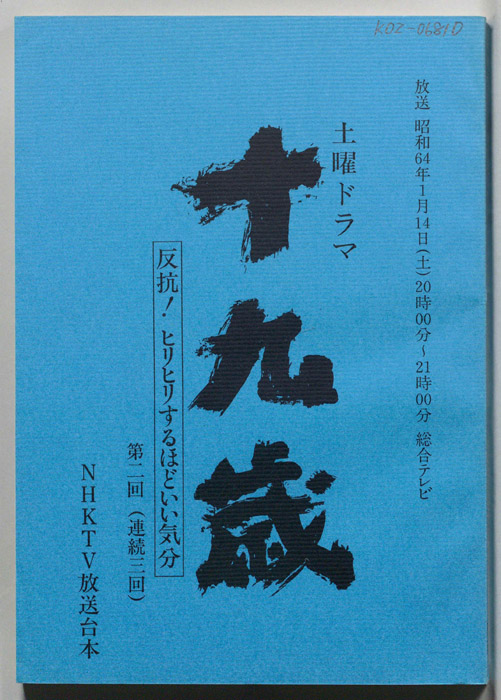 KOZ-0681D
放送 昭和64年1月14日(土)20時00分〜21時00分 総合テレビ
土曜ドラマ
十九歳
反抗!ヒリヒリするほどいい気分
第二回(連続三回)
NHKTV放送台本